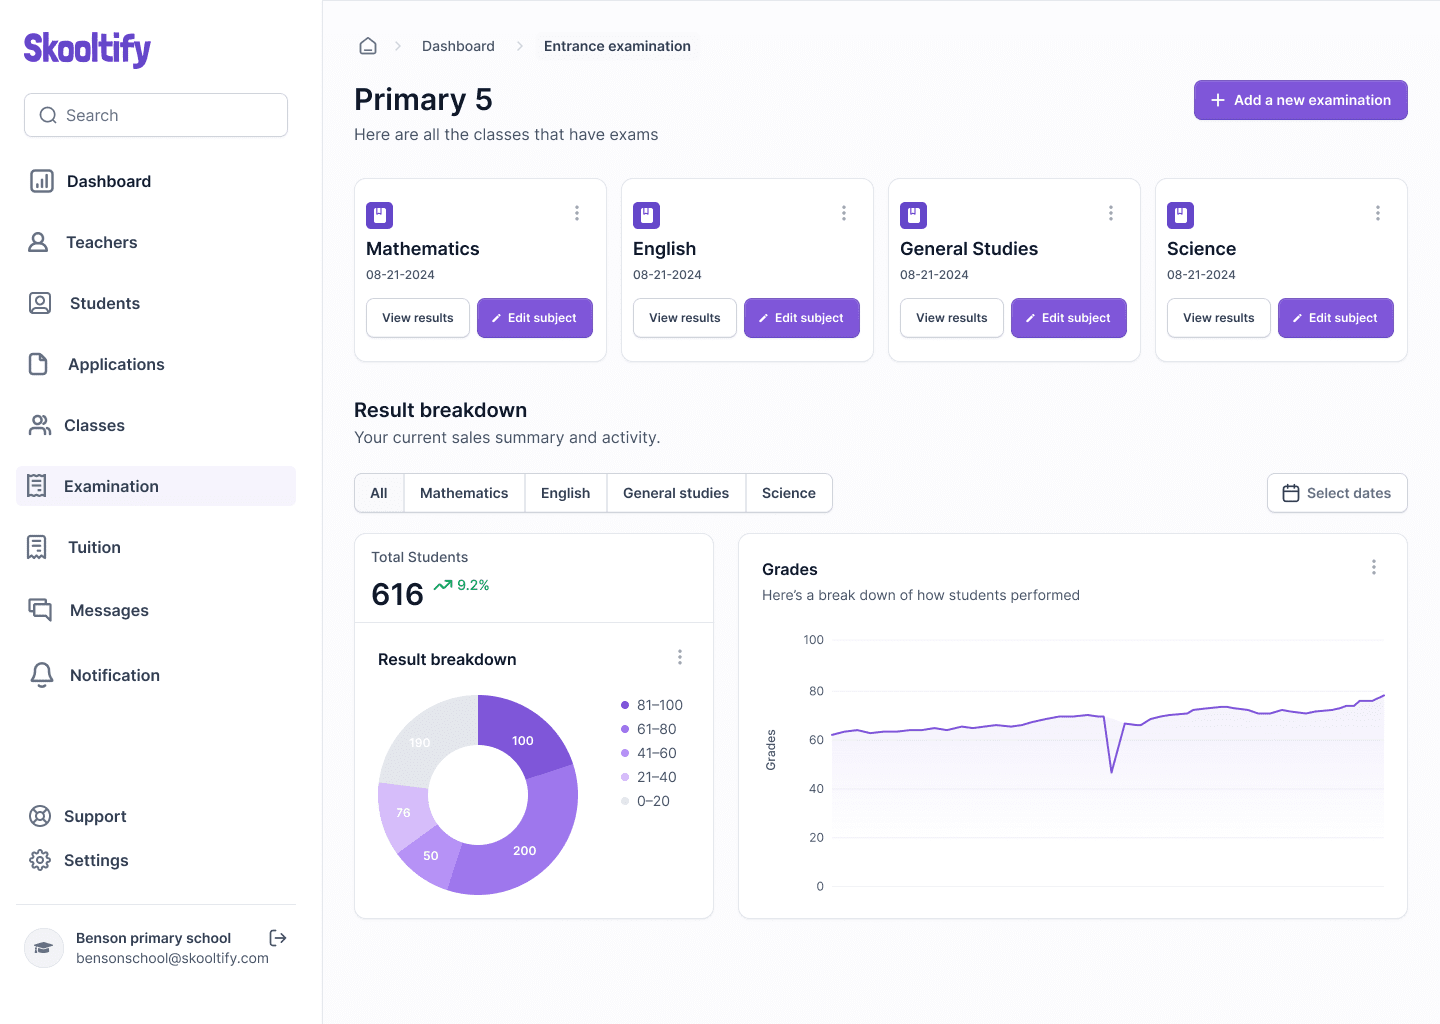 Skooltify
Search
Dashboard
Teachers
Students
Applications
Classes
Examination
Tuition
Messages
Notification
Support
Settings
Benson primary school
bensonschool@skooltify.com
Dashboard
Entrance examination
Primary 5
Here are all the classes that have exams
Add a new examination
Mathematics
08-21-2024
View results
Edit subject
English
08-21-2024
View results
Edit subject
General Studies
08-21-2024
View results
Edit subject
Science
08-21-2024
View results
Edit subject
Result breakdown
Your current sales summary and activity.
All
Mathematics
English
General studies
Science
Select dates
Total Students
616
9.2%
Result breakdown
190
100
76
50
200
81–100
61–80
41–60
21–40
0–20
Grades
Here’s a break down of how students performed
Grades
100
80
60
40
20
0